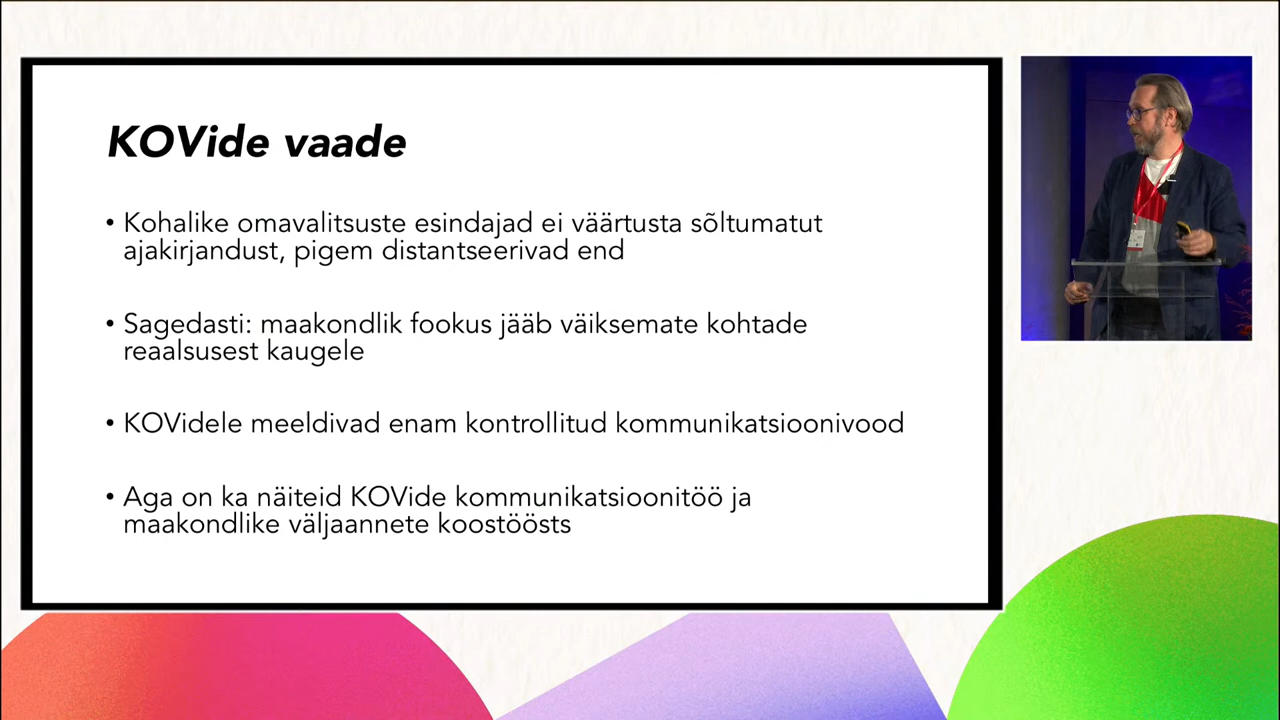 KOVide vaade
• Kohalike omavalitsuste esindajad ei väärtusta sõltumatut
ajakirjandust, pigem distantseerivad end
• Sagedasti: maakondlik fookus jääb väiksemate kohtade
reaalsusest kaugele
• KOVidele meeldivad enam kontrollitud kommunikatsioonivood
• Aga on ka näiteid KOVide kommunikatsioonitöö ja
maakondlike väljaannete koostöösts